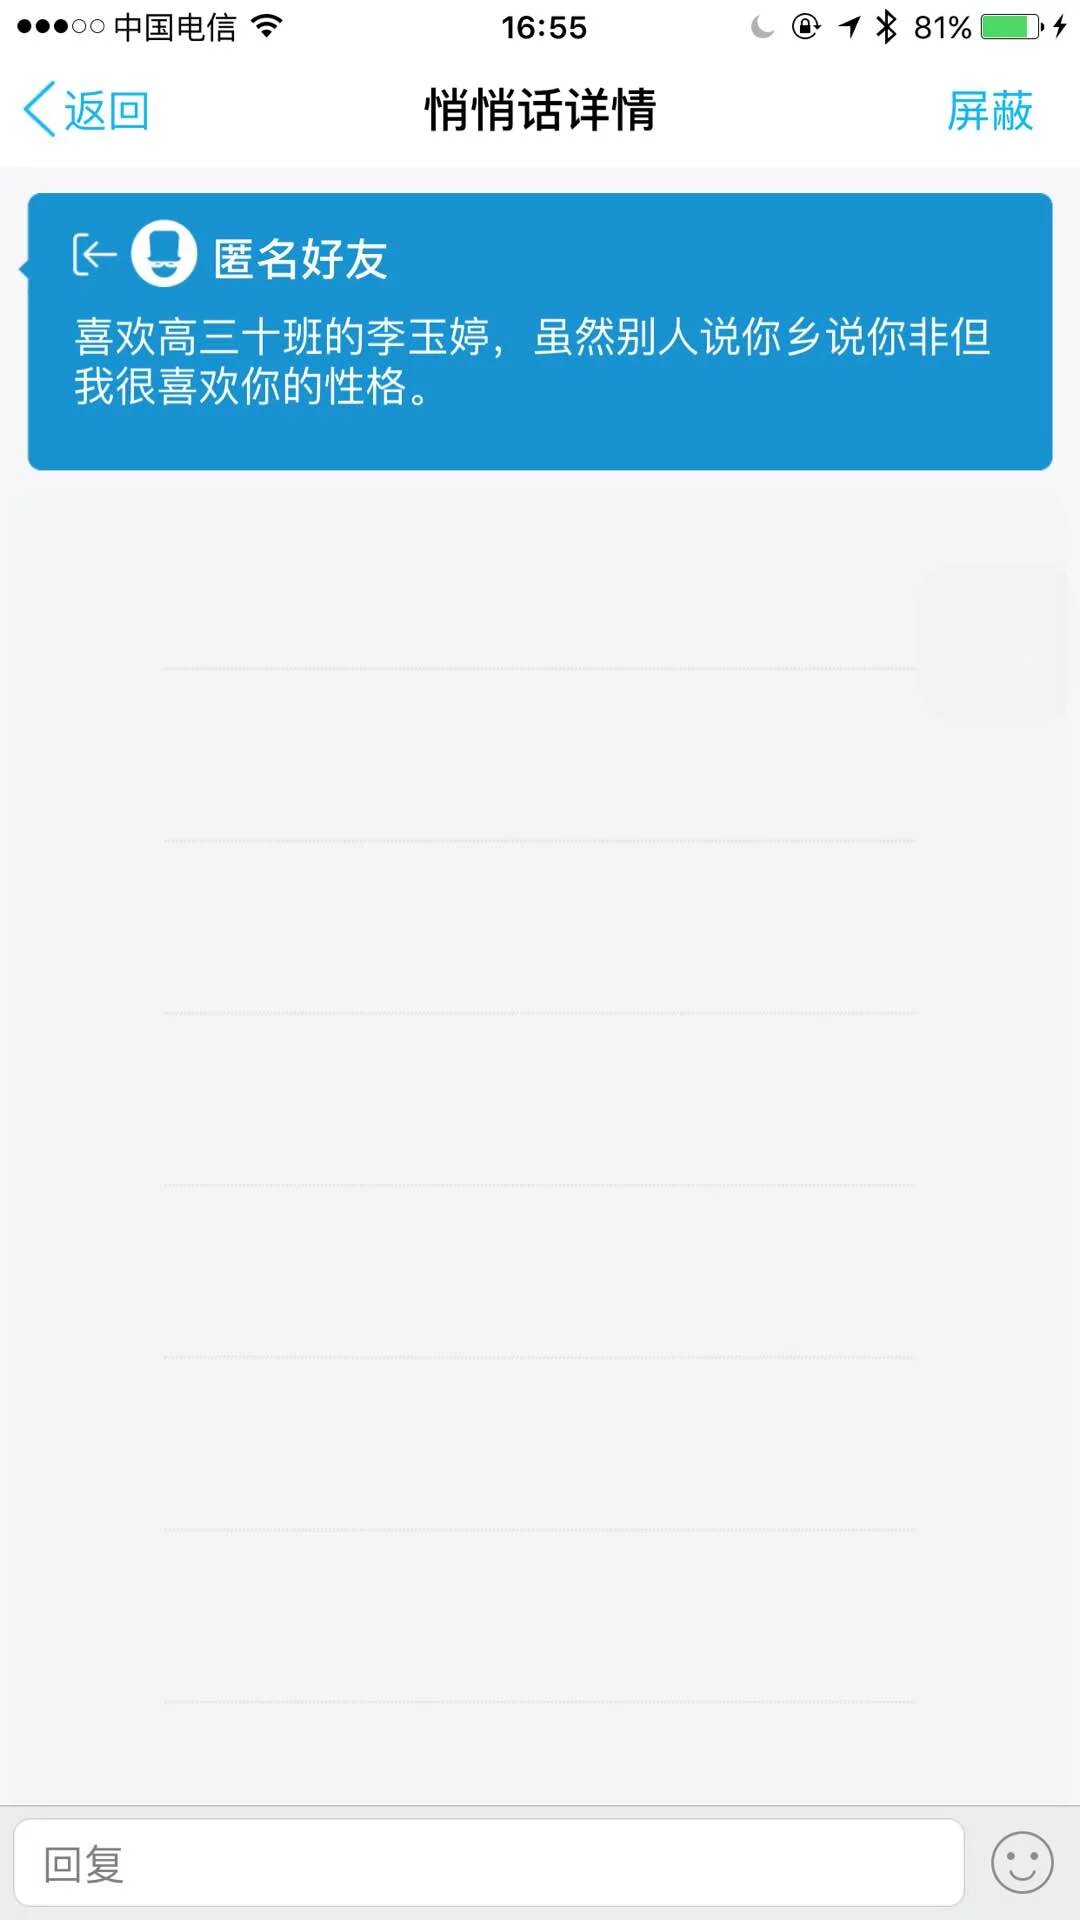 中国电信 16:55 81%
返回 悄悄话详情 屏蔽
匿名好友
喜欢高三十班的李玉婷，虽然别人说你乡说你非但
我很喜欢你的性格。
回复